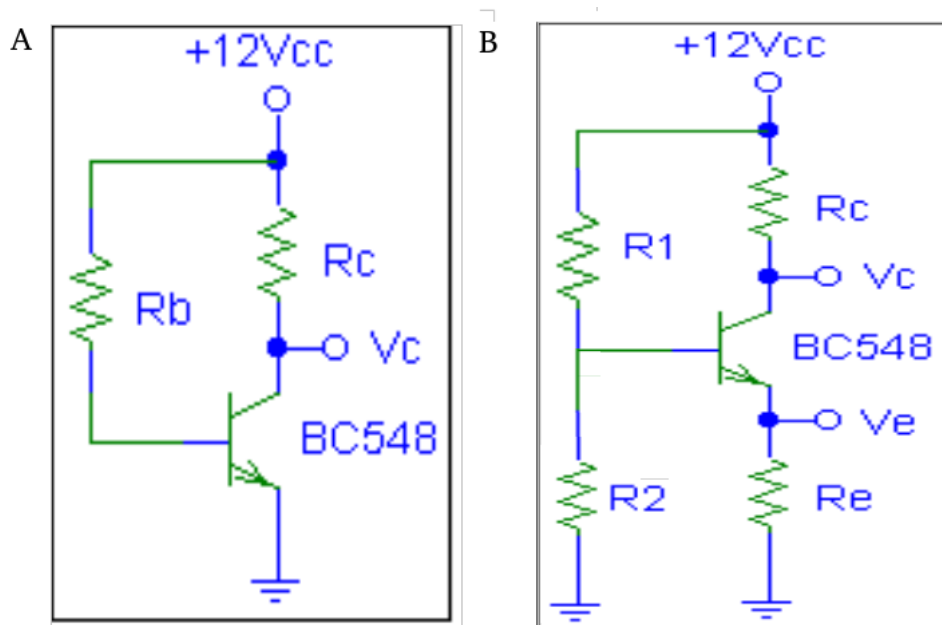 A
+12Vcc
Rb
Rc
Vc
BC548
B
+12Vcc
R1
Rc
Vc
BC548
Ve
R2
Re